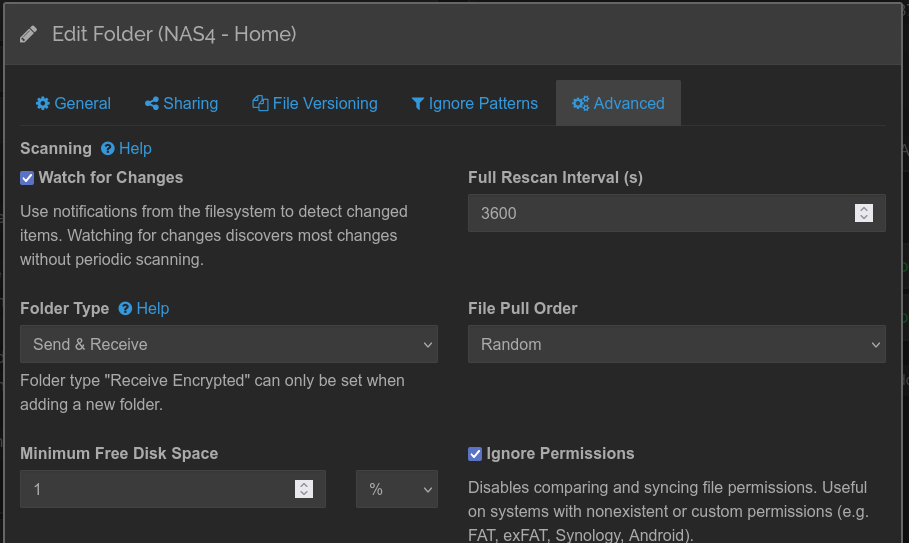 Edit Folder (NAS4 - Home)
General Sharing File Versioning Ignore Patterns Advanced
Scanning Help
Watch for Changes
Use notifications from the filesystem to detect changed
items. Watching for changes discovers most changes
without periodic scanning.
Full Rescan Interval (s)
3600
Folder Type Help
Send & Receive
Folder type "Receive Encrypted" can only be set when
adding a new folder.
File Pull Order
Random
Minimum Free Disk Space
1 %
Ignore Permissions
Disables comparing and syncing file permissions. Useful
on systems with nonexistent or custom permissions (e.g.
FAT, exFAT, Synology, Android).